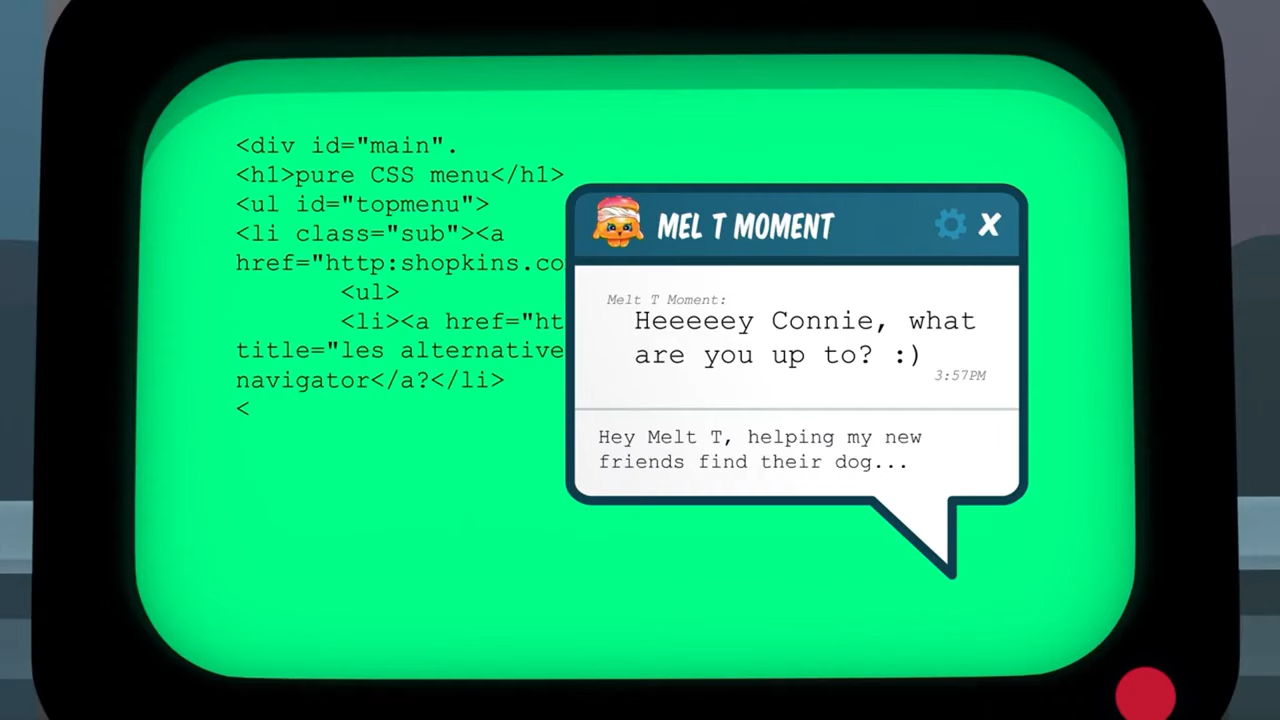 <div id="main".
<h1>pure CSS menu</h1>
<ul id="topmenu">
<li class="sub"><a
href="http:shopkins.co
<ul>
<li><a href="ht
title="les alternative
navigator</a?</li>
<
MEL T MOMENT X
Melt T Moment:
Heeeeey Connie, what
are you up to? :)
3:57PM
Hey Melt T, helping my new
friends find their dog...